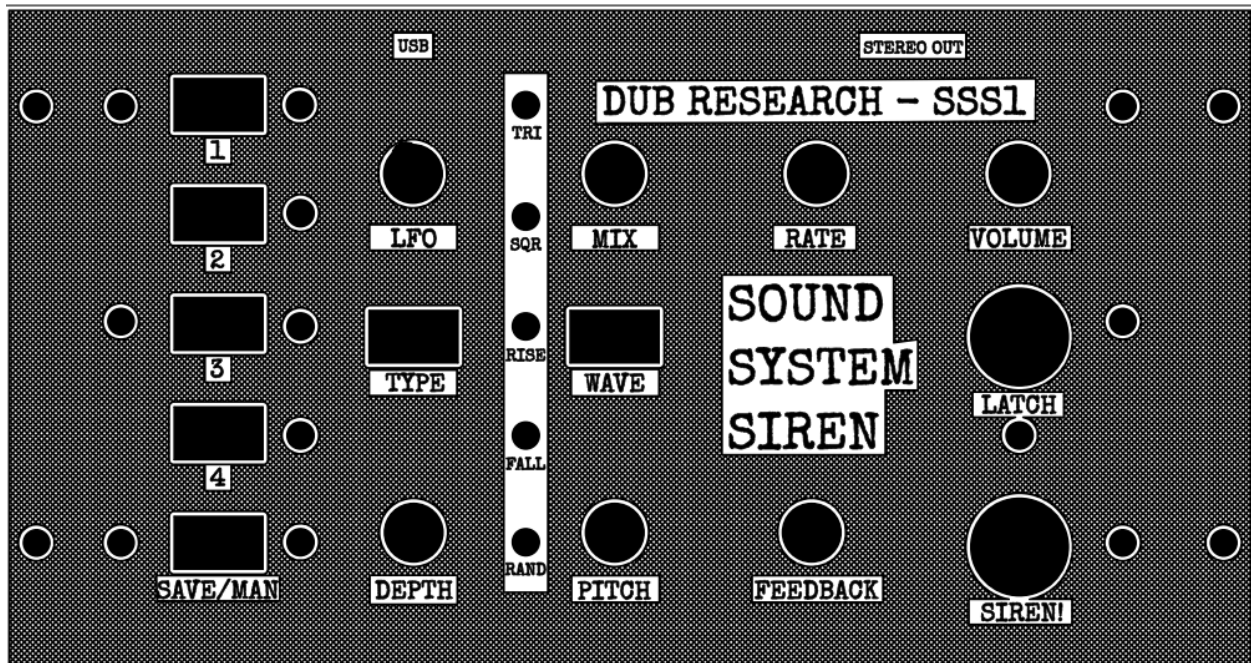 USB
STEREO OUT
DUB RESEARCH - SSS1
1
TRI
LFO
MIX
RATE
VOLUME
2
SQR
SOUND
SYSTEM
SIREN
3
TYPE
RISE
WAVE
LATCH
4
FALL
SAVE/MAN
DEPTH
RAND
PITCH
FEEDBACK
SIREN!